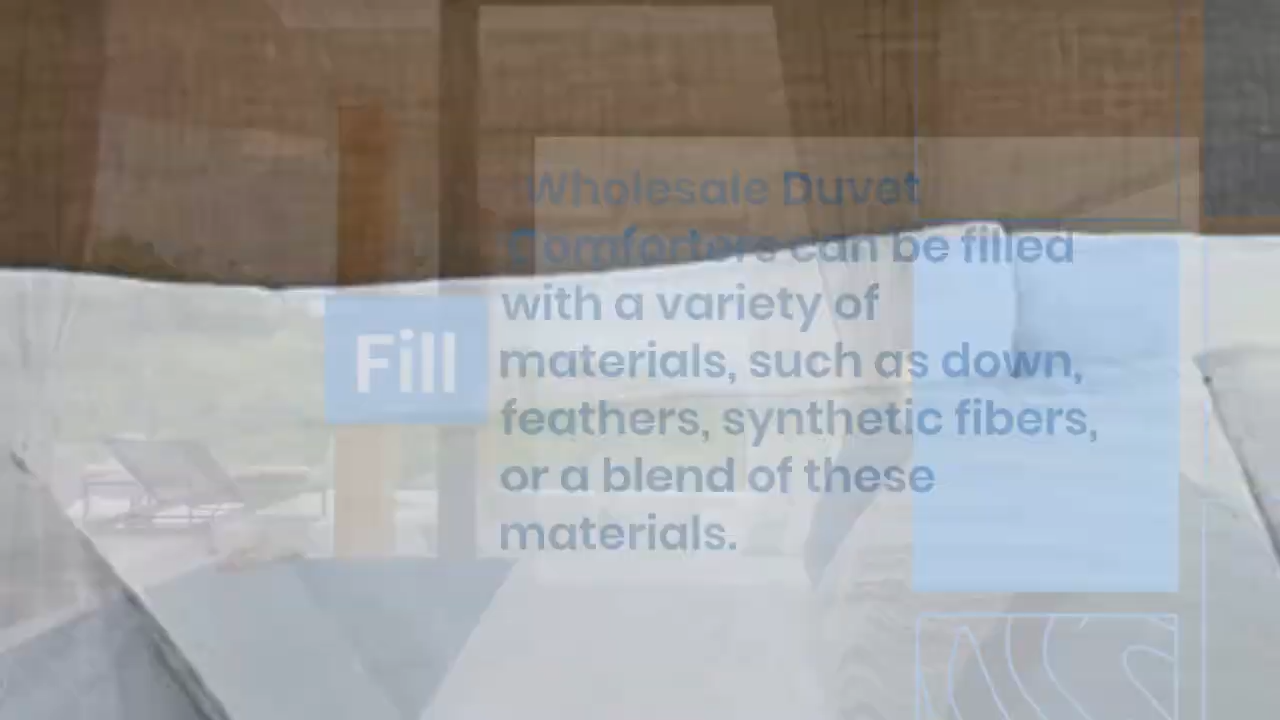 Wholesale Duvet
Comforters can be filled
with a variety of
Fill
materials, such as down,
feathers, synthetic fibers,
or a blend of these
materials.